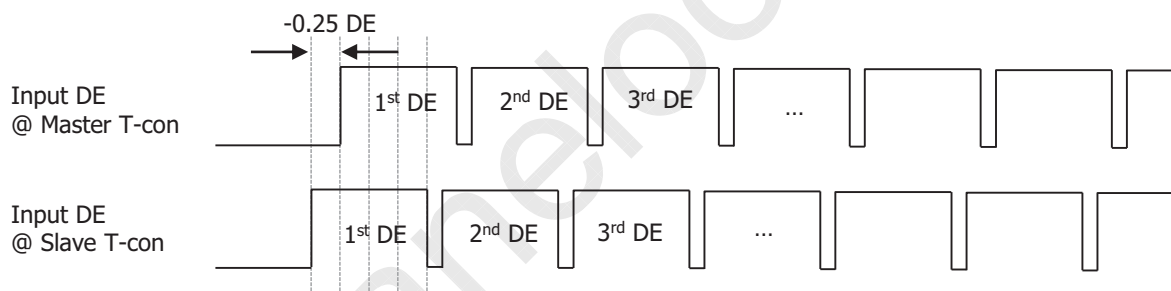 -0.25 DE
Input DE
@ Master T-con
1st DE
2nd DE
3rd DE
...
Input DE
@ Slave T-con
1st DE
2nd DE
3rd DE
...